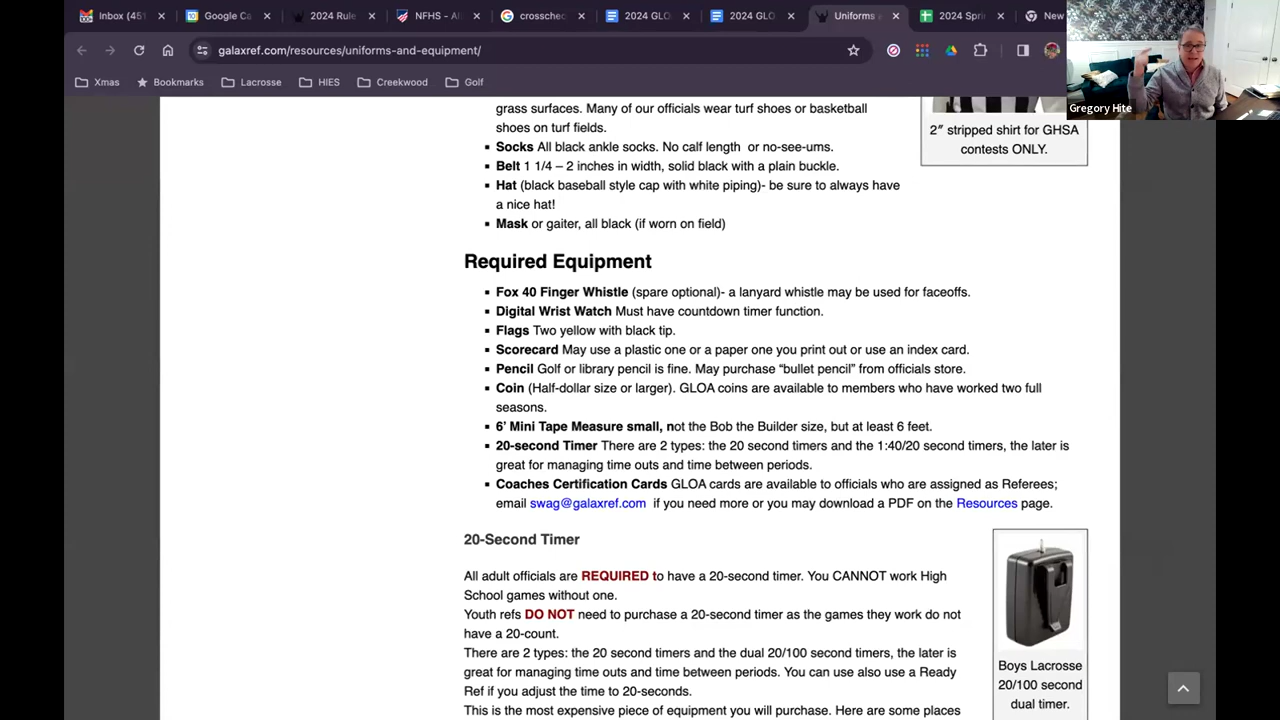 Inbox (451
Google Ca
2024 Rule
NFHS - Al
crosschec
2024 GLO
2024 GLO
Uniforms
2024 Spri
New
galaxref.com/resources/uniforms-and-equipment/
Xmas
Bookmarks
Lacrosse
HIES
Creekwood
Golf
Gregory Hite
grass surfaces. Many of our officials wear turf shoes or basketball
shoes on turf fields.
Socks All black ankle socks. No calf length or no-see-ums.
Belt 1 1/4 – 2 inches in width, solid black with a plain buckle.
Hat (black baseball style cap with white piping)- be sure to always have
a nice hat!
Mask or gaiter, all black (if worn on field)
2″ stripped shirt for GHSA
contests ONLY.
Required Equipment
Fox 40 Finger Whistle (spare optional)- a lanyard whistle may be used for faceoffs.
Digital Wrist Watch Must have countdown timer function.
Flags Two yellow with black tip.
Scorecard May use a plastic one or a paper one you print out or use an index card.
Pencil Golf or library pencil is fine. May purchase “bullet pencil” from officials store.
Coin (Half-dollar size or larger). GLOA coins are available to members who have worked two full
seasons.
6’ Mini Tape Measure small, not the Bob the Builder size, but at least 6 feet.
20-second Timer There are 2 types: the 20 second timers and the 1:40/20 second timers, the later is
great for managing time outs and time between periods.
Coaches Certification Cards GLOA cards are available to officials who are assigned as Referees;
email swag@galaxref.com if you need more or you may download a PDF on the Resources page.
20-Second Timer
All adult officials are REQUIRED to have a 20-second timer. You CANNOT work High
School games without one.
Youth refs DO NOT need to purchase a 20-second timer as the games they work do not
have a 20-count.
There are 2 types: the 20 second timers and the dual 20/100 second timers, the later is
great for managing time outs and time between periods. You can use also use a Ready
Ref if you adjust the time to 20-seconds.
This is the most expensive piece of equipment you will purchase. Here are some places
Boys Lacrosse
20/100 second
dual timer.